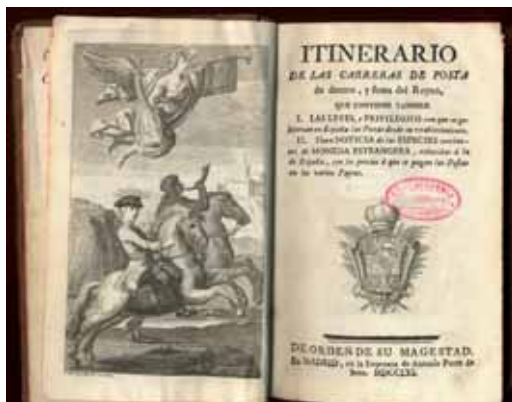 ITINERARIO
DE LAS CARRERAS DE POSTA
de dentro, y fuera del Reyno,
QUE CONTIENE TAMBIEN
I. LAS LEYES, y PRIVILEGIOS con que se go-
biernan en España las Postas desde su establecimiento.
II. Una NOTICIA de las ESPECIES corrien-
tes de MONEDA ESTRANGERA, reducidas á la
de España, con los precios á que se pagan las Postas
en los varios Payses.
DE ORDEN DE SU MAGESTAD.
En MADRID, en la Imprenta de Antonio Perez de
Soto. MDCCLXI.